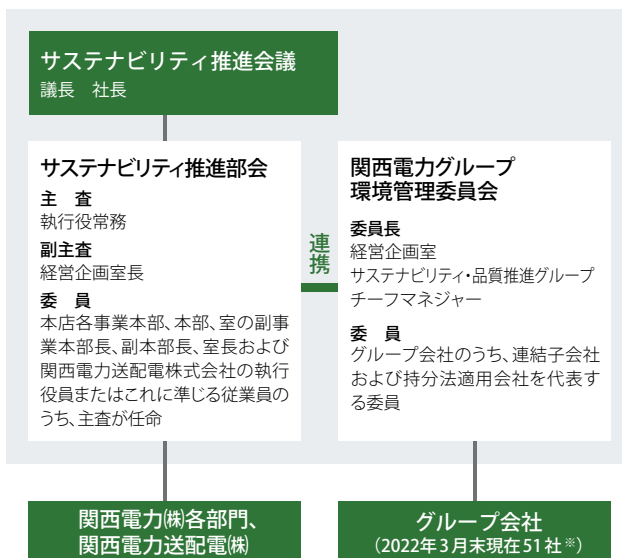 サステナビリティ推進会議
議長　社長
サステナビリティ推進部会
主　査
執行役常務
副主査
経営企画室長
委　員
本店各事業本部、本部、室の副事
業本部長、副本部長、室長および
関西電力送配電株式会社の執行
役員またはこれに準じる従業員の
うち、主査が任命
連携
関西電力グループ
環境管理委員会
委員長
経営企画室
サステナビリティ・品質推進グループ
チーフマネジャー
委　員
グループ会社のうち、連結子会社
および持分法適用会社を代表す
る委員
関西電力㈱各部門、
関西電力送配電㈱
グループ会社
（2022年3月末現在51社※）